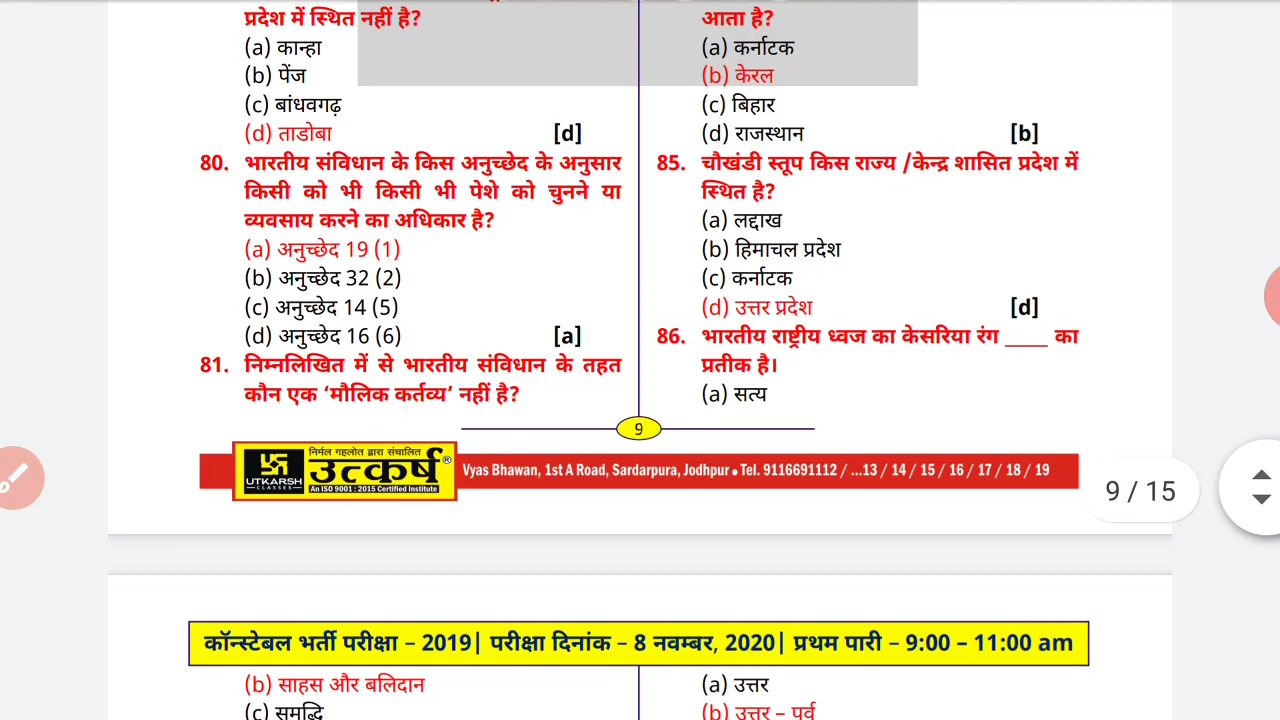 प्रदेश में स्थित नहीं है?
(a) कान्हा
(b) पेंज
(c) बांधवगढ़
(d) ताडोबा [d]
80. भारतीय संविधान के किस अनुच्छेद के अनुसार
किसी को भी किसी भी पेशे को चुनने या
व्यवसाय करने का अधिकार है?
(a) अनुच्छेद 19 (1)
(b) अनुच्छेद 32 (2)
(c) अनुच्छेद 14 (5)
(d) अनुच्छेद 16 (6) [a]
81. निम्नलिखित में से भारतीय संविधान के तहत
कौन एक ‘मौलिक कर्तव्य’ नहीं है?
आता है?
(a) कर्नाटक
(b) केरल
(c) बिहार
(d) राजस्थान [b]
85. चौखंडी स्तूप किस राज्य /केन्द्र शासित प्रदेश में
स्थित है?
(a) लद्दाख
(b) हिमाचल प्रदेश
(c) कर्नाटक
(d) उत्तर प्रदेश [d]
86. भारतीय राष्ट्रीय ध्वज का केसरिया रंग ____ का
प्रतीक है।
(a) सत्य
9
निर्मल गहलोत द्वारा संचालित
उत्कर्ष®
UTKARSH
CLASSES
An ISO 9001 : 2015 Certified Institute
Vyas Bhawan, 1st A Road, Sardarpura, Jodhpur • Tel. 9116691112 / ...13 / 14 / 15 / 16 / 17 / 18 / 19
9 / 15
कॉन्स्टेबल भर्ती परीक्षा – 2019| परीक्षा दिनांक – 8 नवम्बर, 2020| प्रथम पारी – 9:00 – 11:00 am
(b) साहस और बलिदान
(c) समृद्धि
(a) उत्तर
(b) उत्तर – पूर्व